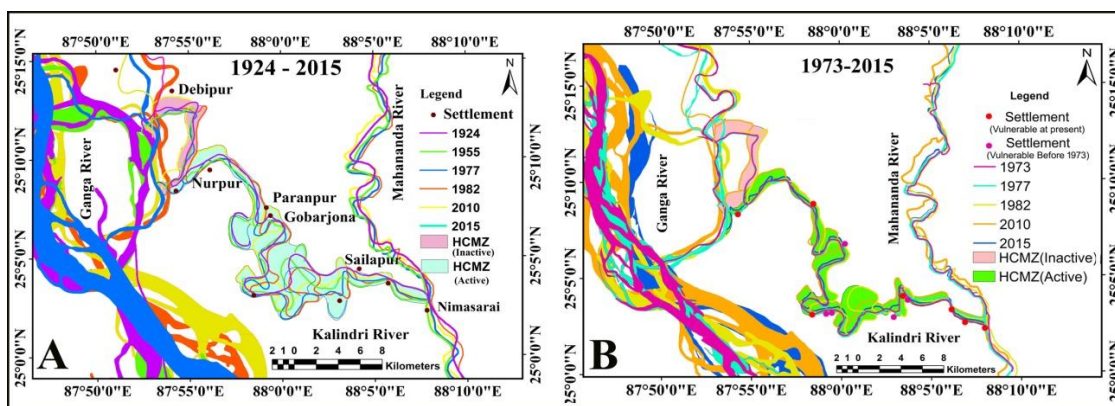 87°50'0"E 87°55'0"E 88°0'0"E 88°5'0"E 88°10'0"E
1924 - 2015
N
25°15'0"N
25°10'0"N
25°5'0"N
25°0'0"N
Debipur
Ganga River
Nurpur
Paranpur
Gobarjona
Sailapur
Nimasarai
Mahananda River
Kalindri River
Legend
Settlement
1924
1955
1977
1982
2010
2015
HCMZ
(Inactive)
HCMZ
(Active)
2 1 0 2 4 6 8
Kilometers
A
87°50'0"E 87°55'0"E 88°0'0"E 88°5'0"E 88°10'0"E
87°50'0"E 87°55'0"E 88°0'0"E 88°5'0"E 88°10'0"E
1973-2015
N
25°15'0"N
25°10'0"N
25°5'0"N
25°0'0"N
Ganga River
Mahananda River
Kalindri River
Legend
Settlement
(Vulnerable at present)
Settlement
(Vulnerable Before 1973)
1973
1977
1982
2010
2015
HCMZ(Inactive)
HCMZ(Active)
2 1 0 2 4 6 8
Kilometers
B
87°50'0"E 87°55'0"E 88°0'0"E 88°5'0"E 88°10'0"E